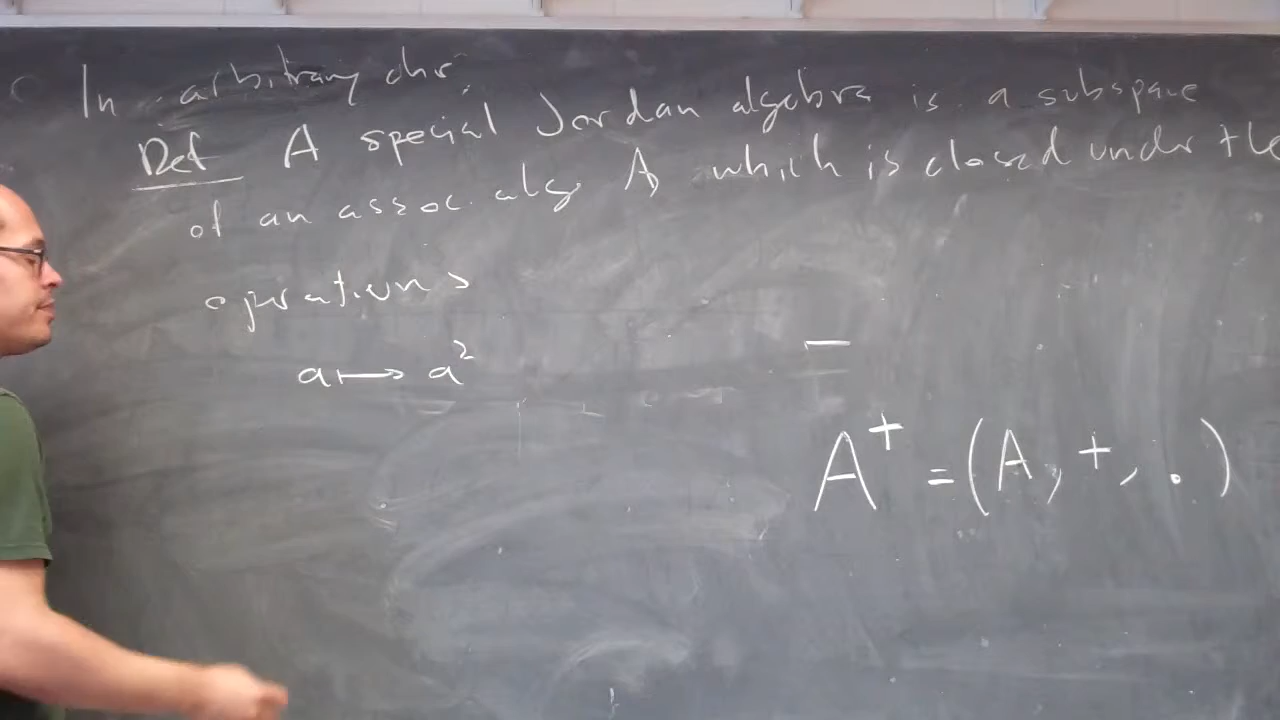 In arbitrary chr
Def A special Jordan algebra is a subspace
of an assoc. alg A which is closed under the
operations
a ↦ a²
A⁺ = (A, +, .)